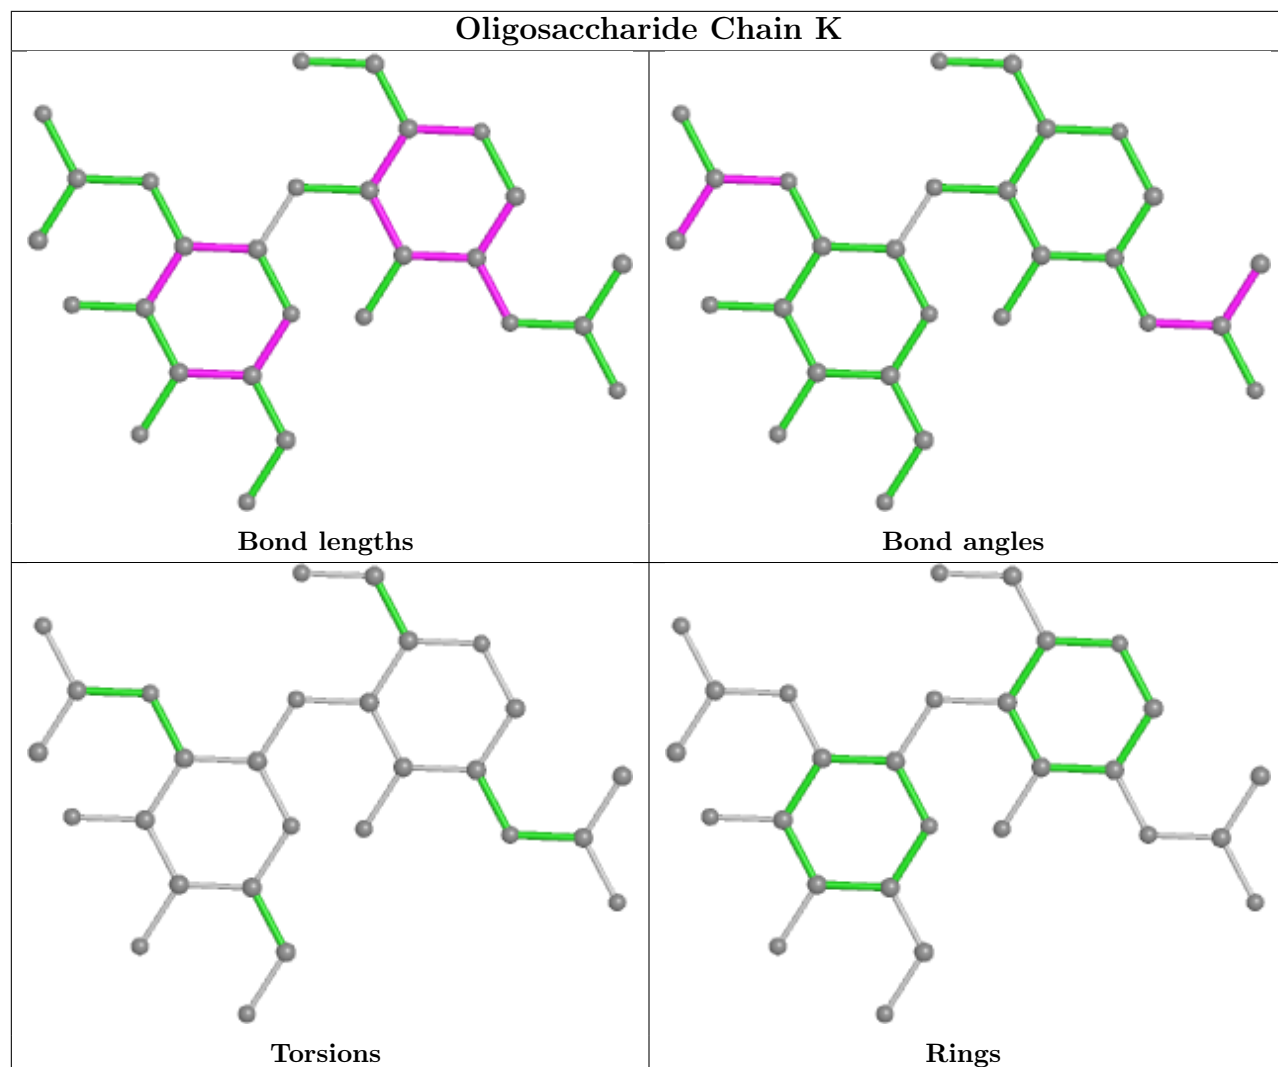 Oligosaccharide Chain K
Bond lengths
Bond angles
Torsions
Rings